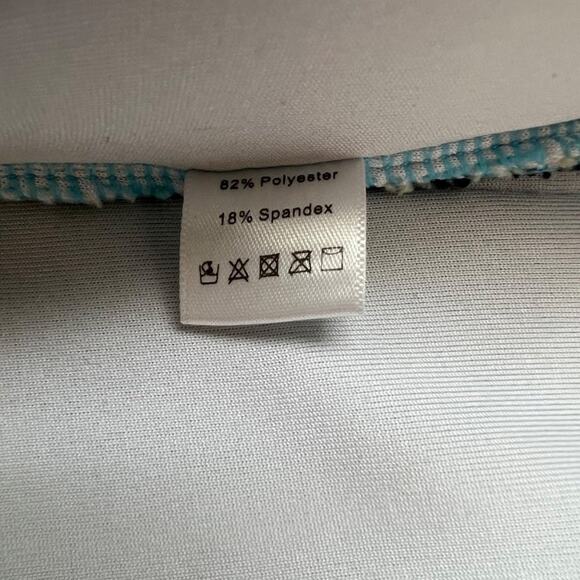 82% Polyester
18% Spandex